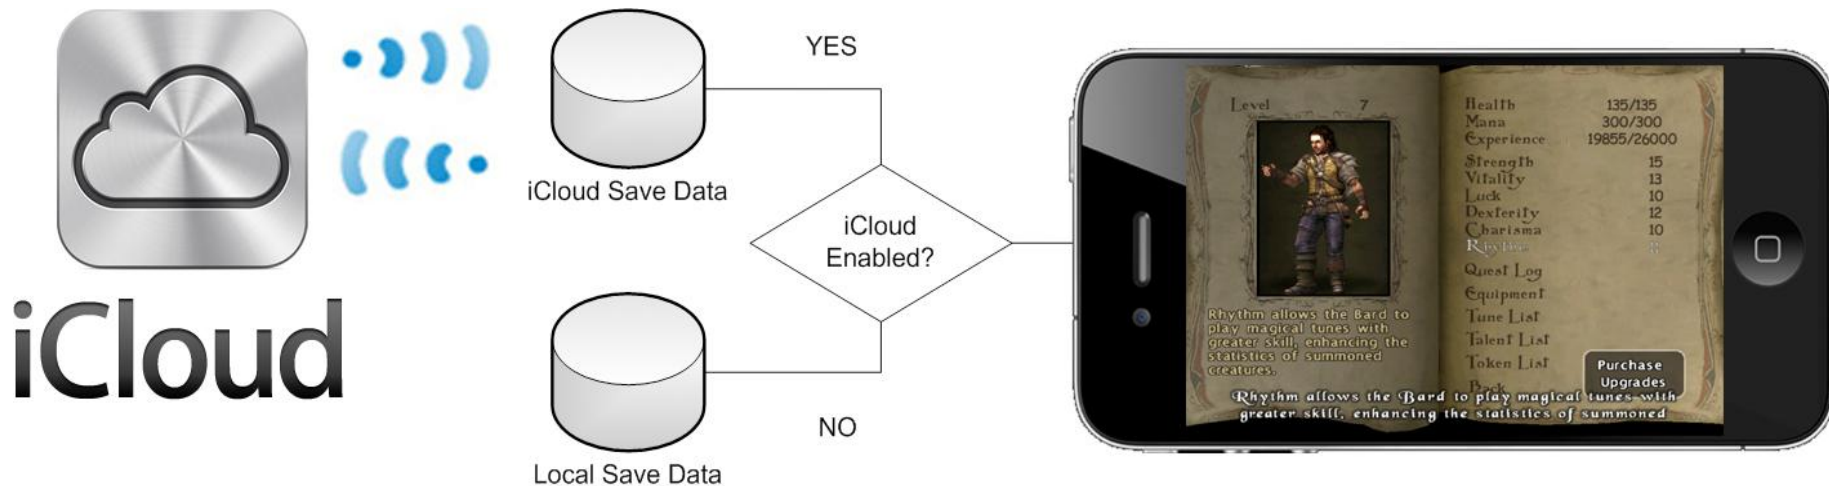 iCloud
iCloud Save Data
YES
iCloud
Enabled?
NO
Local Save Data
Level 7
Rhythm allows the Bard to
play magical tunes with
greater skill, enhancing the
statistics of summoned
creatures.
Health 135/135
Mana 300/300
Experience 19855/26000
Strength 15
Vitality 13
Luck 10
Dexterity 12
Charisma 10
Rhythm
Quest Log
Equipment
Tune List
Talent List
Token List
Back
Purchase
Upgrades
Rhythm allows the Bard to play magical tunes with
greater skill, enhancing the statistics of summoned